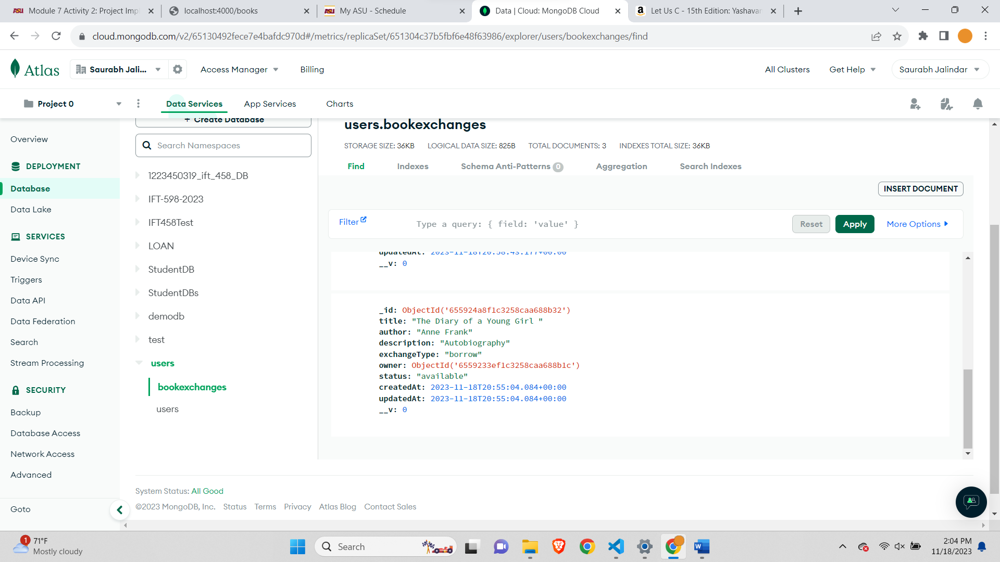 Module 7 Activity 2: Project Impl
localhost:4000/books
My ASU - Schedule
Data | Cloud: MongoDB Cloud
Let Us C - 15th Edition: Yashavan
cloud.mongodb.com/v2/65130492fece7e4bafdc970d#/metrics/replicaSet/651304c37b5fbf6e48f63986/explorer/users/bookexchanges/find
Atlas
Saurabh Jali...
Access Manager
Billing
All Clusters
Get Help
Saurabh Jalindar
Project 0
Data Services
App Services
Charts
Overview
DEPLOYMENT
Database
Data Lake
SERVICES
Device Sync
Triggers
Data API
Data Federation
Search
Stream Processing
SECURITY
Backup
Database Access
Network Access
Advanced
Goto
+ Create Database
Search Namespaces
1223450319_ift_458_DB
IFT-598-2023
IFT458Test
LOAN
StudentDB
StudentDBs
demodb
test
users
bookexchanges
users
users.bookexchanges
STORAGE SIZE: 36KB LOGICAL DATA SIZE: 825B TOTAL DOCUMENTS: 3 INDEXES TOTAL SIZE: 36KB
Find Indexes Schema Anti-Patterns 0 Aggregation Search Indexes
INSERT DOCUMENT
Filter Type a query: { field: 'value' } Reset Apply More Options
updatedAt: 2023-11-18T20:58:43.177+00:00
__v: 0
_id: ObjectId('655924a8f1c3258caa688b32')
title: "The Diary of a Young Girl "
author: "Anne Frank"
description: "Autobiography"
exchangeType: "borrow"
owner: ObjectId('6559233ef1c3258caa688b1c')
status: "available"
createdAt: 2023-11-18T20:55:04.084+00:00
updatedAt: 2023-11-18T20:55:04.084+00:00
__v: 0
System Status: All Good
©2023 MongoDB, Inc. Status Terms Privacy Atlas Blog Contact Sales
1
71°F
Mostly cloudy
Search
2:04 PM
11/18/2023